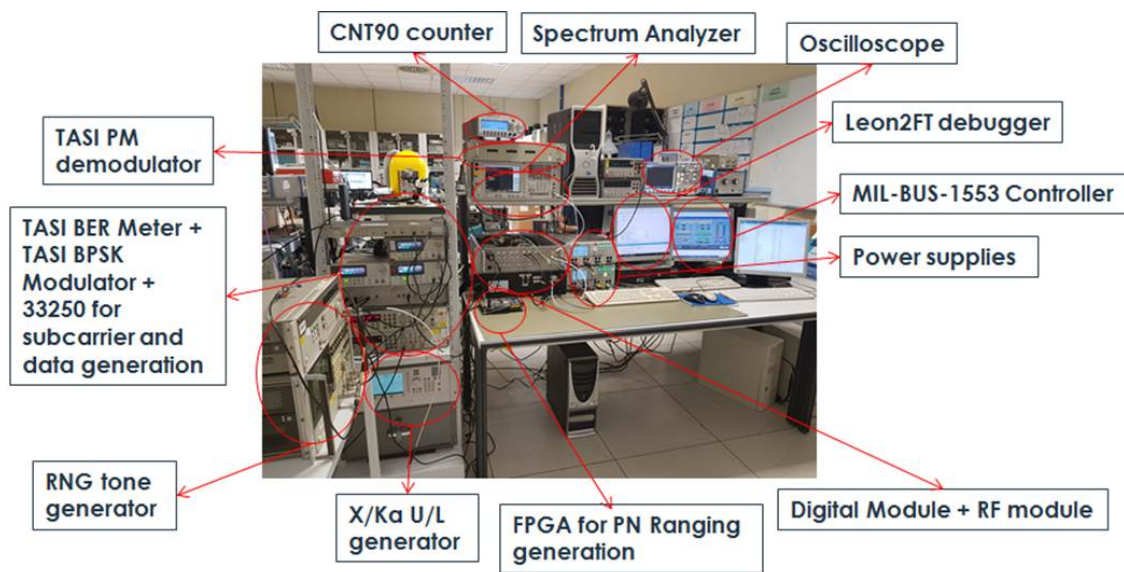 CNT90 counter
Spectrum Analyzer
Oscilloscope
TASI PM
demodulator
Leon2FT debugger
MIL-BUS-1553 Controller
TASI BER Meter +
TASI BPSK
Modulator +
33250 for
subcarrier and
data generation
Power supplies
RNG tone
generator
X/Ka U/L
generator
FPGA for PN Ranging
generation
Digital Module + RF module